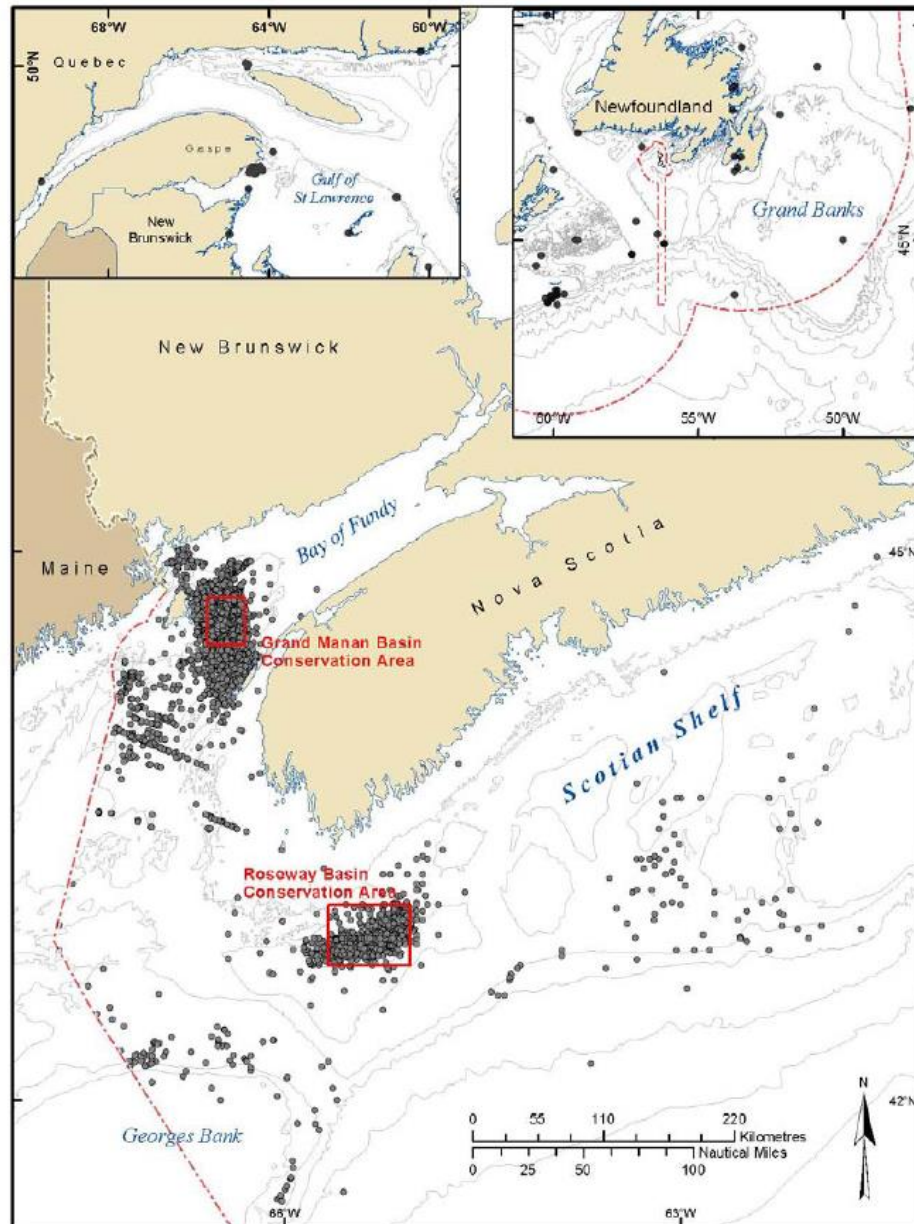 68°W 64°W 60°W
50°N
Quebec
Gaspe
Gulf of
St Lawrence
New
Brunswick
Newfoundland
Grand Banks
45°N
60°W 55°W 50°W
New Brunswick
Bay of Fundy
Maine
Nova Scotia
45°N
Grand Manan Basin
Conservation Area
Scotian Shelf
Roseway Basin
Conservation Area
Georges Bank
42°N
N
0 55 110 220
Kilometres
Nautical Miles
0 25 50 100
66°W 63°W